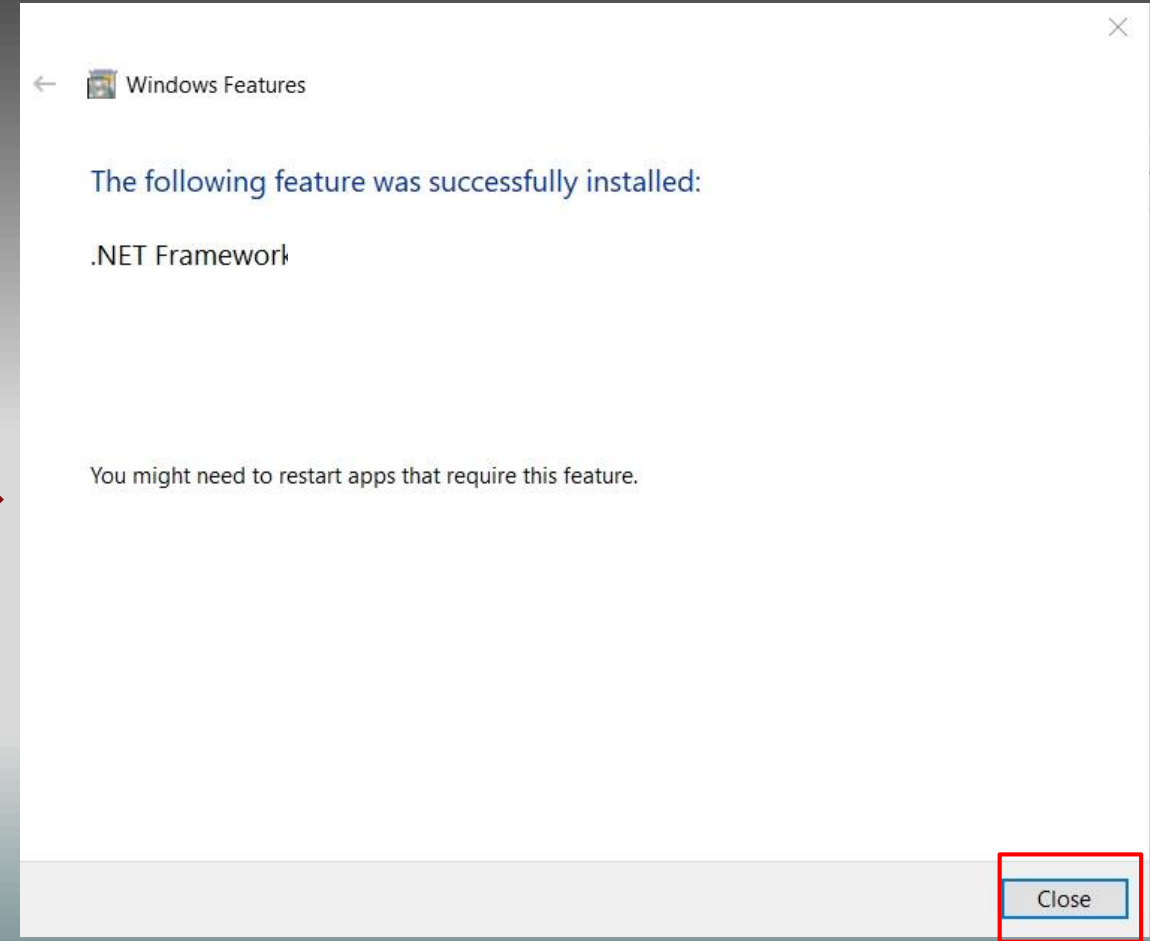 Windows Features
The following feature was successfully installed:
.NET Framework
You might need to restart apps that require this feature.
Close